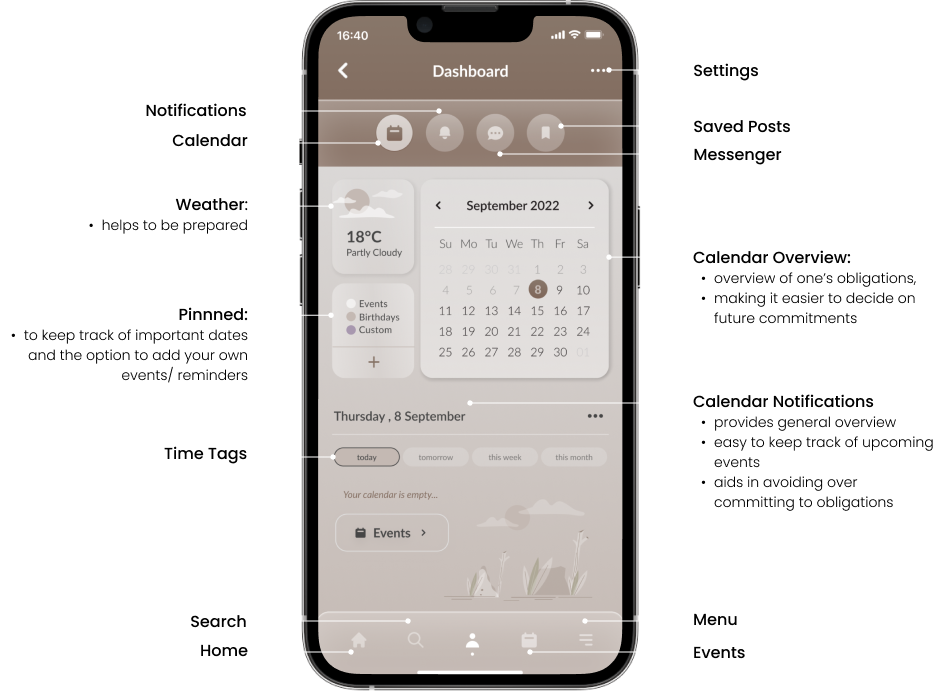 16:40
Dashboard
Settings
Notifications
Calendar
Saved Posts
Messenger
Weather:
• helps to be prepared
18°C
Partly Cloudy
September 2022
Su Mo Tu We Th Fr Sa
28 29 30 31 1 2 3
4 5 6 7 8 9 10
11 12 13 14 15 16 17
18 19 20 21 22 23 24
25 26 27 28 29 30 01
Calendar Overview:
• overview of one's obligations,
• making it easier to decide on
future commitments
Pinnned:
• to keep track of important dates
and the option to add your own
events/ reminders
Events
Birthdays
Custom
+
Calendar Notifications
• provides general overview
• easy to keep track of upcoming
events
• aids in avoiding over
committing to obligations
Thursday , 8 September
Time Tags
today tomorrow this week this month
Your calendar is empty...
Events
Search
Home
Menu
Events